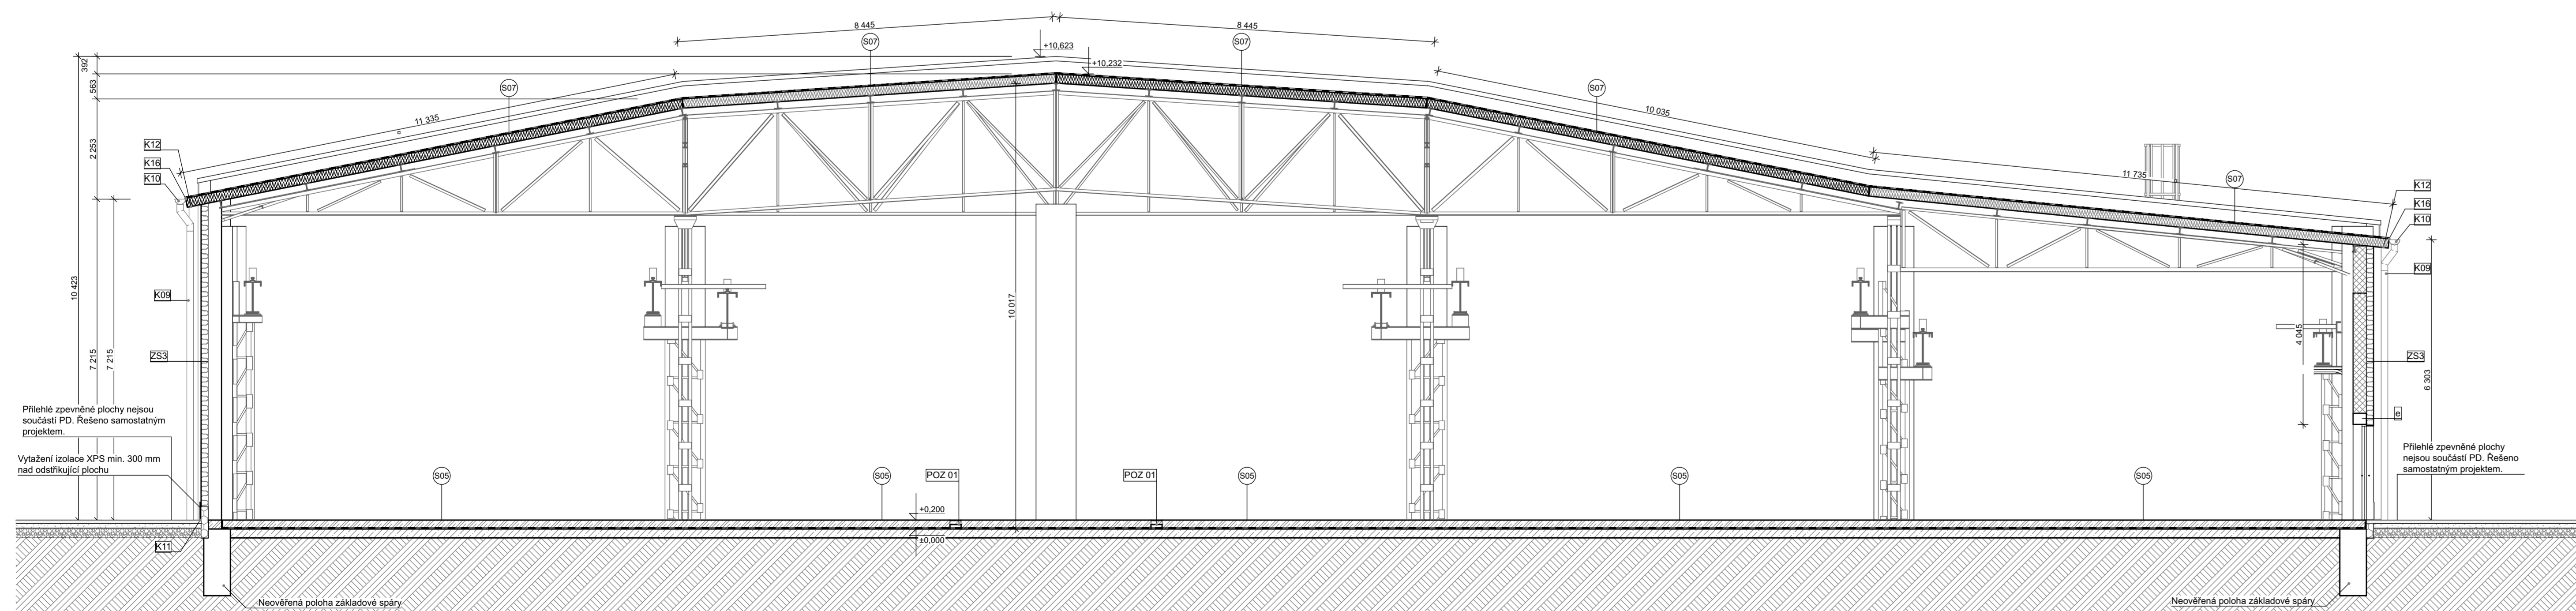 8 445
8 445
S07
S07
+10,623
+10,232
392
563
S07
S07
11 335
10 035
2 253
K12
K16
K10
11 735
S07
K12
K16
K10
10 423
K09
K09
10 017
4 045
7 215
7 215
ZS3
ZS3
6 303
Přilehlé zpevněné plochy nejsou
součástí PD. Řešeno samostatným
projektem.
e
Vytažení izolace XPS min. 300 mm
nad odstřikující plochu
Přilehlé zpevněné plochy
nejsou součástí PD. Řešeno
samostatným projektem.
S05
S05
POZ 01
POZ 01
S05
S05
S05
+0,200
±0,000
K11
Neověřená poloha základové spáry
Neověřená poloha základové spáry